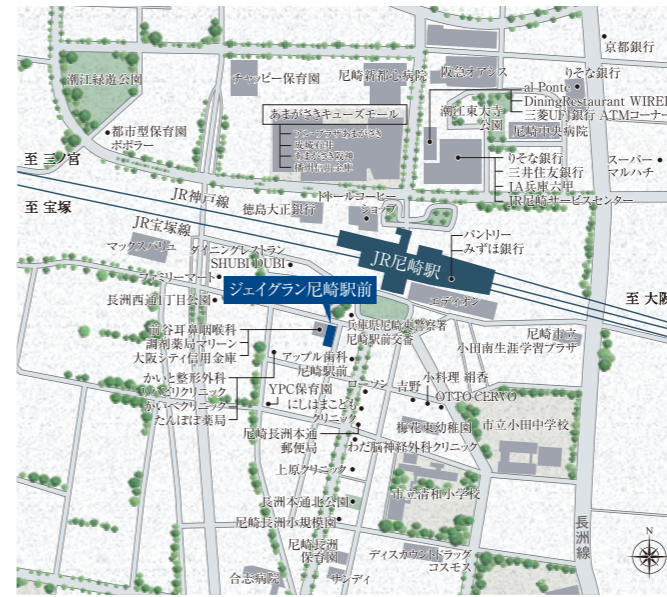 京都銀行
りそな銀行
阪急オアシス
尼崎新都心病院
チャッピー保育園
潮江緑遊公園
al Ponte
DiningRestaurant WIRED
三菱UFJ銀行 ATMコーナー
潮江東大寺
公園
尼崎中央病院
あまがさきキューズモール
都市型保育園
ポポラー
りそな銀行
三井住友銀行
JA兵庫六甲
JR尼崎サービスセンター
スーパー
マルハチ
至 三ノ宮
至 宝塚
JR神戸線
JR宝塚線
徳島大正銀行
ドトールコーヒー
ショップ
パントリー
みずほ銀行
JR尼崎駅
マックスバリュ
ダイニングレストラン
SHUBI DUBI
ファミリーマート
長洲西通1丁目公園
ジェイグラン尼崎駅前
エディオン
至 大阪
兵庫県尼崎東警察署
尼崎駅前交番
尼崎市立
小田南生涯学習プラザ
前谷耳鼻咽喉科
調剤薬局マリーン
大阪シティ信用金庫
アップル歯科
尼崎駅前
かいと整形外科
かいべクリニック
たんぽぽ薬局
YPC保育園
にしはまこども
クリニック
ローソン
吉野
小料理 絹香
OTTO CERVO
尼崎長洲本通
郵便局
梅花東幼稚園
市立小田中学校
わだ脳神経外科クリニック
上原クリニック
市立清和小学校
長洲本通北公園
尼崎長洲小規模園
尼崎長洲
保育園
ディスカウントドラッグ
コスモス
合志病院
サンディ
長洲線
N